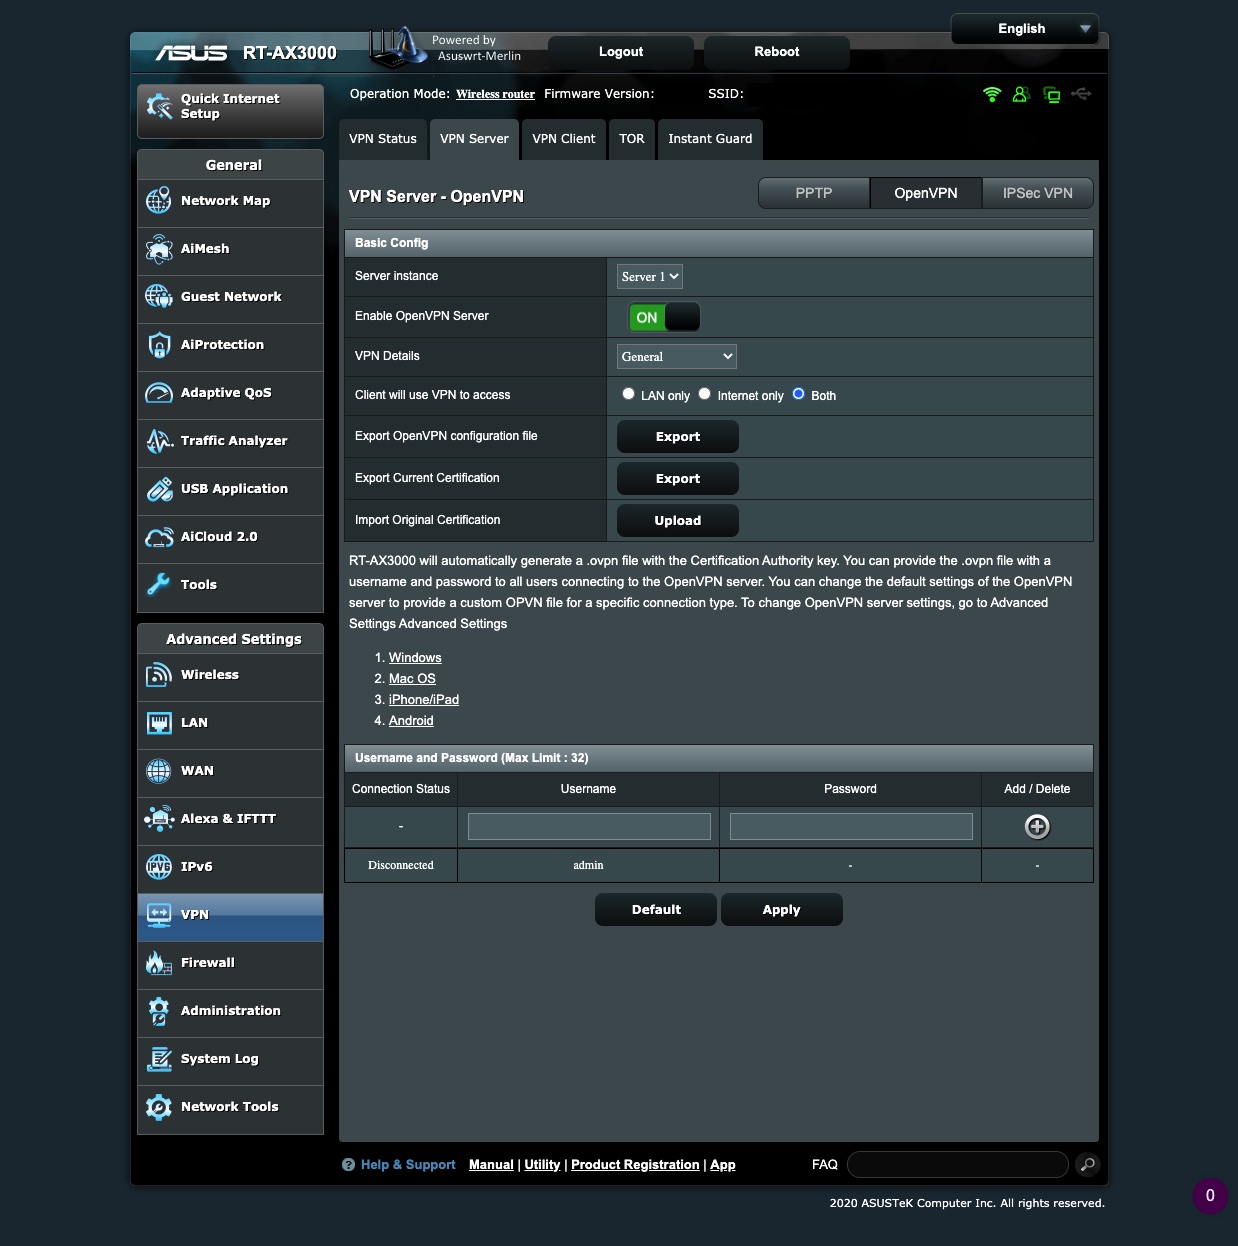 English
ASUS RT-AX3000
Powered by
Asuswrt-Merlin
Logout
Reboot
Quick Internet
Setup
Operation Mode: Wireless router Firmware Version: SSID:
General
Network Map
AiMesh
Guest Network
AiProtection
Adaptive QoS
Traffic Analyzer
USB Application
AiCloud 2.0
Tools
Advanced Settings
Wireless
LAN
WAN
Alexa & IFTTT
IPv6
VPN
Firewall
Administration
System Log
Network Tools
VPN Status
VPN Server
VPN Client
TOR
Instant Guard
VPN Server - OpenVPN
PPTP
OpenVPN
IPSec VPN
Basic Config
Server instance
Server 1
Enable OpenVPN Server
ON
VPN Details
General
Client will use VPN to access
LAN only Internet only Both
Export OpenVPN configuration file
Export
Export Current Certification
Export
Import Original Certification
Upload
RT-AX3000 will automatically generate a .ovpn file with the Certification Authority key. You can provide the .ovpn file with a
username and password to all users connecting to the OpenVPN server. You can change the default settings of the OpenVPN
server to provide a custom OPVN file for a specific connection type. To change OpenVPN server settings, go to Advanced
Settings Advanced Settings
1. Windows
2. Mac OS
3. iPhone/iPad
4. Android
Username and Password (Max Limit : 32)
Connection Status Username Password Add / Delete
-
Disconnected admin - -
Default
Apply
? Help & Support Manual | Utility | Product Registration | App
FAQ
2020 ASUSTeK Computer Inc. All rights reserved.
0